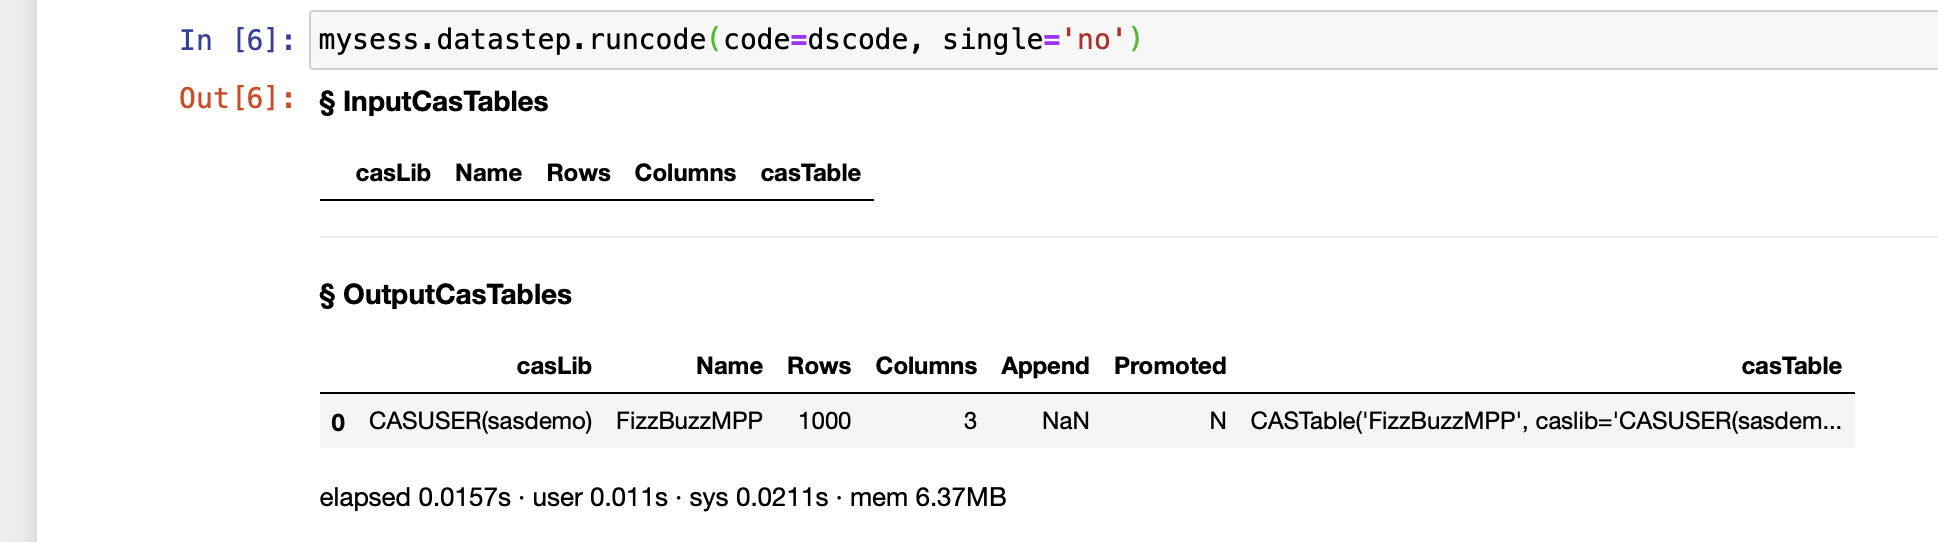 In [6]: mysess.datastep.runcode(code=dscode, single='no')
Out[6]: § InputCasTables
casLib Name Rows Columns casTable
§ OutputCasTables
casLib Name Rows Columns Append Promoted casTable
0 CASUSER(sasdemo) FizzBuzzMPP 1000 3 NaN N CASTable('FizzBuzzMPP', caslib='CASUSER(sasdem...
elapsed 0.0157s · user 0.011s · sys 0.0211s · mem 6.37MB